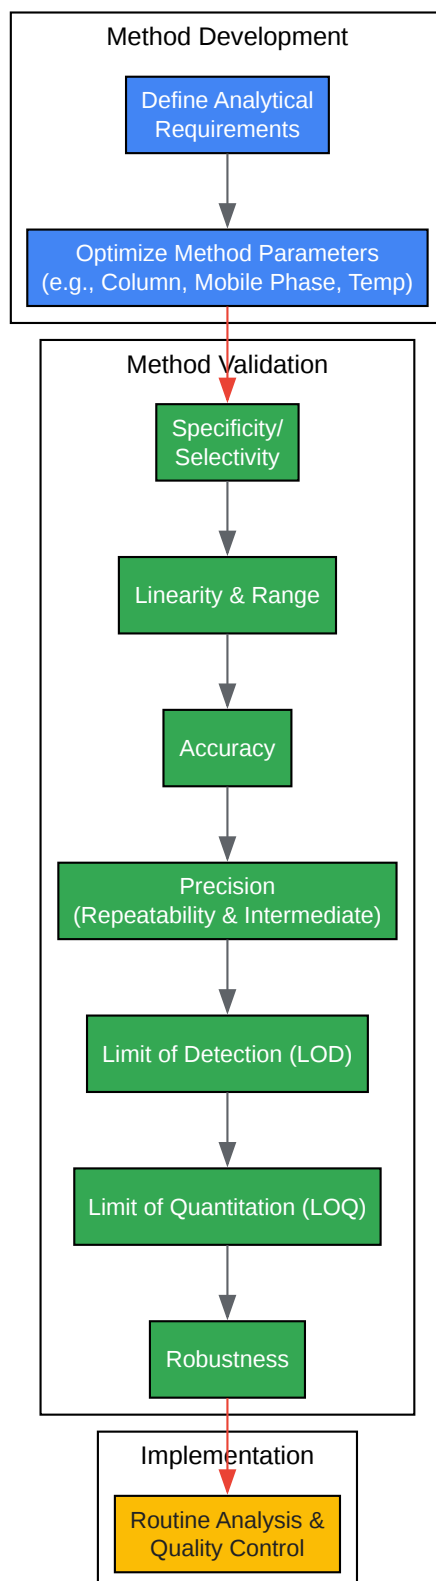 Method Development
Define Analytical
Requirements
Optimize Method Parameters
(e.g., Column, Mobile Phase, Temp)
Method Validation
Specificity/
Selectivity
Linearity & Range
Accuracy
Precision
(Repeatability & Intermediate)
Limit of Detection (LOD)
Limit of Quantitation (LOQ)
Robustness
Implementation
Routine Analysis &
Quality Control